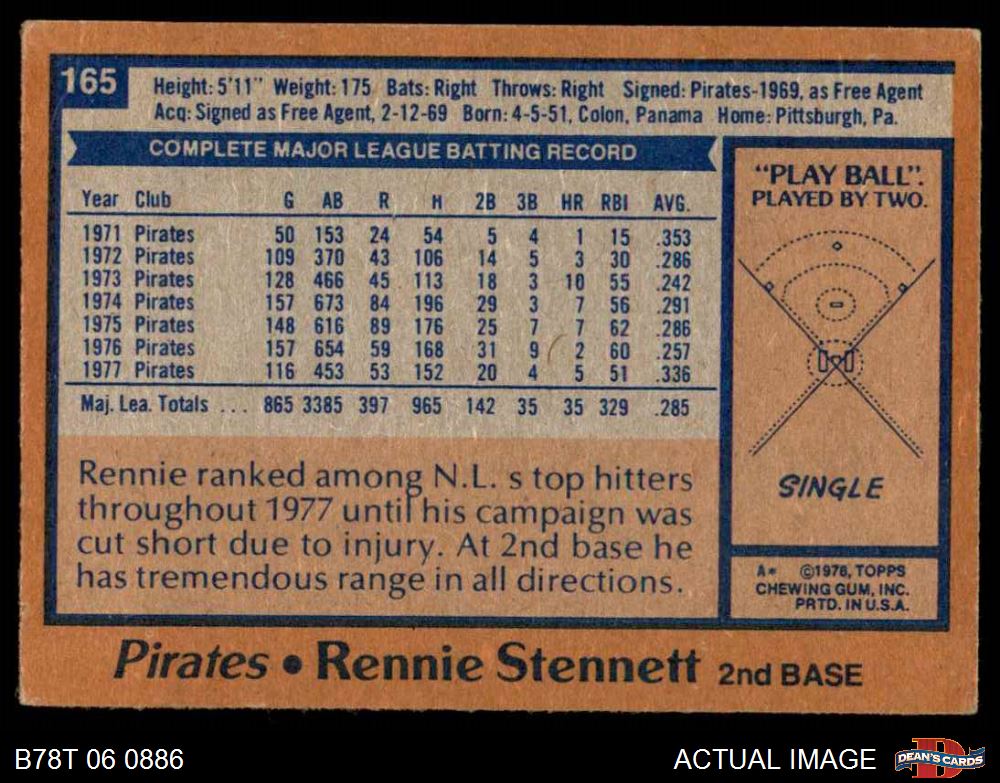 165
Height: 5'11" Weight: 175 Bats: Right Throws: Right Signed: Pirates-1969, as Free Agent
Acq: Signed as Free Agent, 2-12-69 Born: 4-5-51, Colon, Panama Home: Pittsburgh, Pa.
COMPLETE MAJOR LEAGUE BATTING RECORD
Year Club G AB R H 2B 3B HR RBI AVG.
1971 Pirates 50 153 24 54 5 4 1 15 .353
1972 Pirates 109 370 43 106 14 5 3 30 .286
1973 Pirates 128 466 45 113 18 3 10 55 .242
1974 Pirates 157 673 84 196 29 3 7 56 .291
1975 Pirates 148 616 89 176 25 7 7 62 .286
1976 Pirates 157 654 59 168 31 9 2 60 .257
1977 Pirates 116 453 53 152 20 4 5 51 .336
Maj. Lea. Totals ... 865 3385 397 965 142 35 35 329 .285
Rennie ranked among N.L. s top hitters
throughout 1977 until his campaign was
cut short due to injury. At 2nd base he
has tremendous range in all directions.
"PLAY BALL".
PLAYED BY TWO.
SINGLE
A* ©1978, TOPPS
CHEWING GUM, INC.
PRTD. IN U.S.A.
Pirates • Rennie Stennett 2nd BASE
B78T 06 0886
ACTUAL IMAGE
D
DEAN'S CARDS